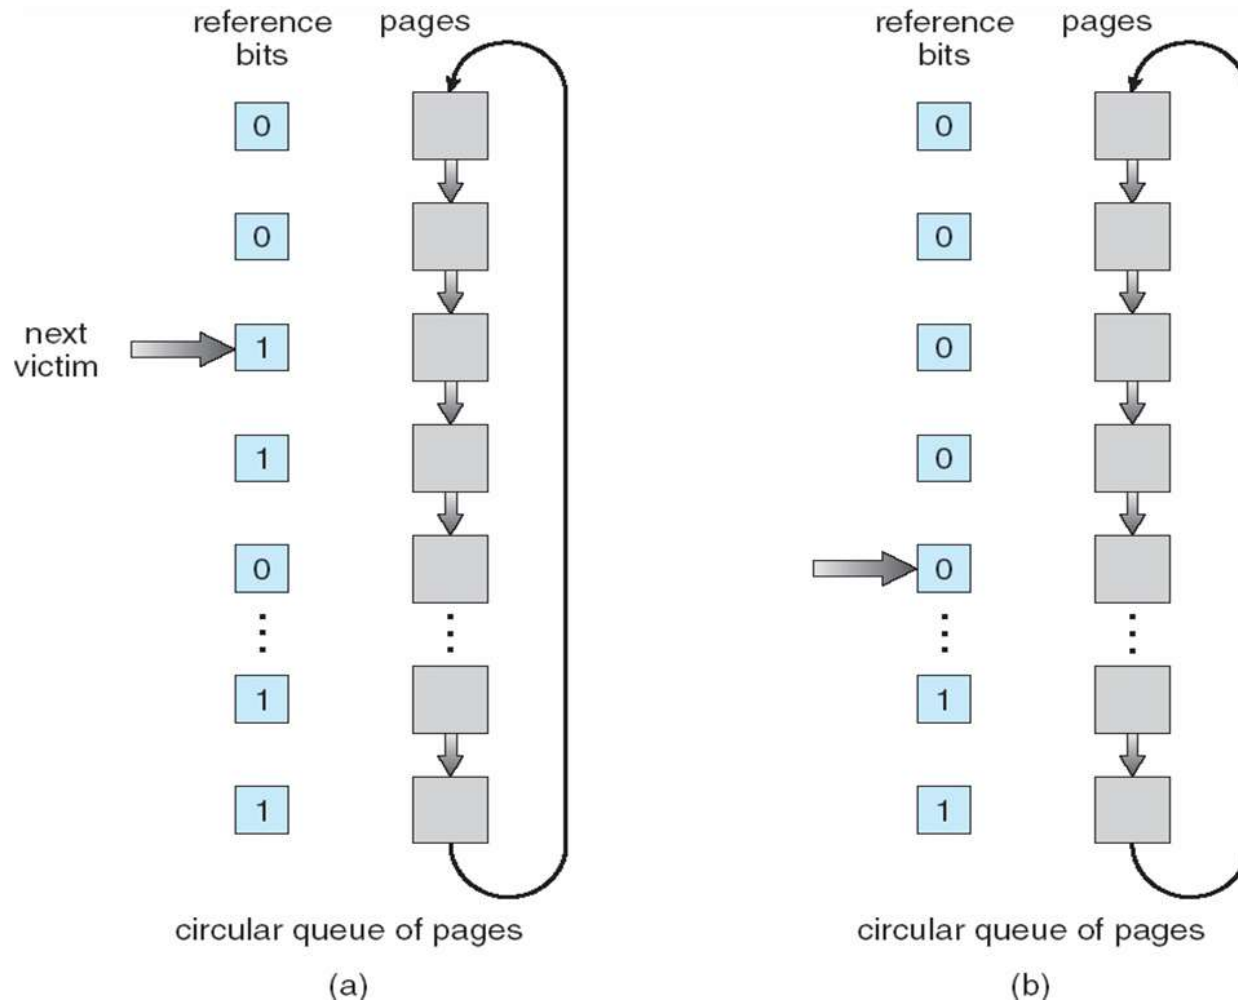 reference bits
pages
0
0
next victim
1
1
0
1
1
circular queue of pages
(a)
reference bits
pages
0
0
0
0
0
1
1
circular queue of pages
(b)